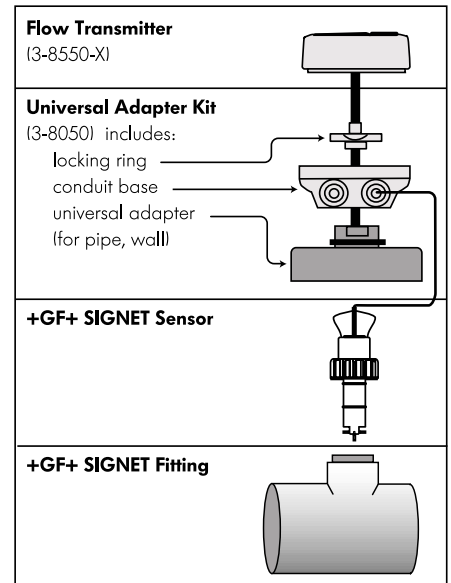 Flow Transmitter
(3-8550-X)
Universal Adapter Kit
(3-8050) includes:
locking ring
conduit base
universal adapter
(for pipe, wall)
+GF+ SIGNET Sensor
+GF+ SIGNET Fitting